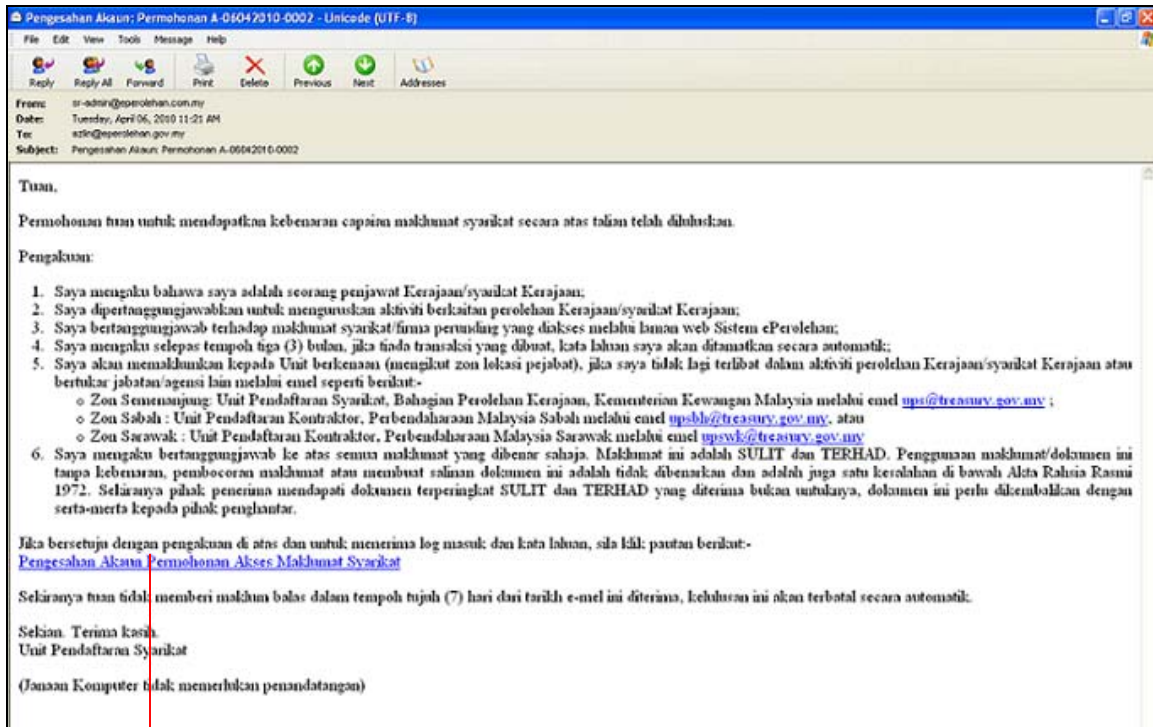 Pengesahan Akaun: Permohonan A-06042010-0002 - Unicode (UTF-8)
File Edit View Tools Message Help
Reply Reply All Forward Print Delete Previous Next Addresses
From: sr-admin@eperolehan.com.my
Date: Tuesday, April 06, 2010 11:21 AM
To: azlin@eperolehan.gov.my
Subject: Pengesahan Akaun: Permohonan A-06042010-0002
Tuan,
Permohonan tuan untuk mendapatkan kebenaran capaian maklumat syarikat secara atas talian telah diluluskan.
Pengakuan:
1. Saya mengaku bahawa saya adalah seorang penjawat Kerajaan/syarikat Kerajaan;
2. Saya dipertanggungjawabkan untuk menguruskan aktiviti berkaitan perolehan Kerajaan/syarikat Kerajaan;
3. Saya bertanggungjawab terhadap maklumat syarikat/firma perunding yang diakses melalui laman web Sistem ePerolehan;
4. Saya mengaku selepas tempoh tiga (3) bulan, jika tiada transaksi yang dibuat, kata laluan saya akan ditamatkan secara automatik;
5. Saya akan memaklumkan kepada Unit berkenaan (mengikut zon lokasi pejabat), jika saya tidak lagi terlibat dalam aktiviti perolehan Kerajaan/syarikat Kerajaan atau
bertukar jabatan/agensi lain melalui emel seperti berikut:-
o Zon Semenanjung: Unit Pendaftaran Syarikat, Bahagian Perolehan Kerajaan, Kementerian Kewangan Malaysia melalui emel ups@treasury.gov.my ;
o Zon Sabah : Unit Pendaftaran Kontraktor, Perbendaharaan Malaysia Sabah melalui emel upsbh@treasury.gov.my, atau
o Zon Sarawak : Unit Pendaftaran Kontraktor, Perbendaharaan Malaysia Sarawak melalui emel upswk@treasury.gov.my
6. Saya mengaku bertanggungjawab ke atas semua maklumat yang dibenar sahaja. Maklumat ini adalah SULIT dan TERHAD. Penggunaan maklumat/dokumen ini
tanpa kebenaran, pembocoran maklumat atau membuat salinan dokumen ini adalah tidak dibenarkan dan adalah juga satu kesalahan di bawah Akta Rahsia Rasmi
1972. Sekiranya pihak penerima mendapati dokumen terperingkat SULIT dan TERHAD yang diterima bukan untuknya, dokumen ini perlu dikembalikan dengan
serta-merta kepada pihak penghantar.
Jika bersetuju dengan pengakuan di atas dan untuk menerima log masuk dan kata laluan, sila klik pautan berikut:-
Pengesahan Akaun Permohonan Akses Maklumat Syarikat
Sekiranya tuan tidak memberi maklum balas dalam tempoh tujuh (7) hari dari tarikh e-mel ini diterima, kelulusan ini akan terbatal secara automatik.
Sekian. Terima kasih.
Unit Pendaftaran Syarikat
(Janaan Komputer tidak memerlukan penandatangan)